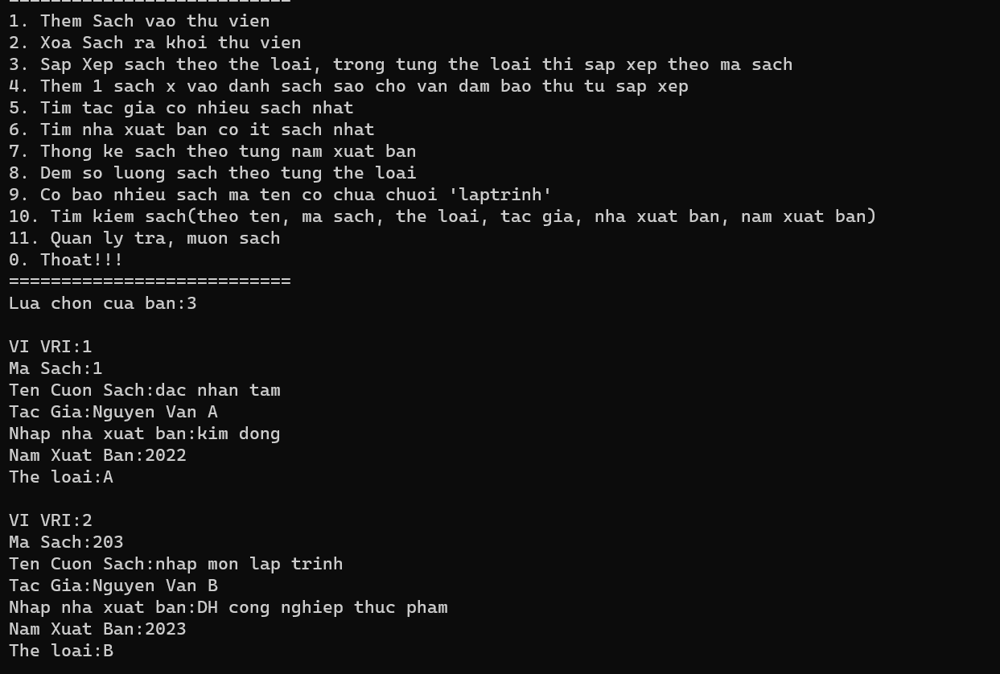 ===========================
1. Them Sach vao thu vien
2. Xoa Sach ra khoi thu vien
3. Sap Xep sach theo the loai, trong tung the loai thi sap xep theo ma sach
4. Them 1 sach x vao danh sach sao cho van dam bao thu tu sap xep
5. Tim tac gia co nhieu sach nhat
6. Tim nha xuat ban co it sach nhat
7. Thong ke sach theo tung nam xuat ban
8. Dem so luong sach theo tung the loai
9. Co bao nhieu sach ma ten co chua chuoi 'laptrinh'
10. Tim kiem sach(theo ten, ma sach, the loai, tac gia, nha xuat ban, nam xuat ban)
11. Quan ly tra, muon sach
0. Thoat!!!
===========================
Lua chon cua ban:3
VI VRI:1
Ma Sach:1
Ten Cuon Sach:dac nhan tam
Tac Gia:Nguyen Van A
Nhap nha xuat ban:kim dong
Nam Xuat Ban:2022
The loai:A
VI VRI:2
Ma Sach:203
Ten Cuon Sach:nhap mon lap trinh
Tac Gia:Nguyen Van B
Nhap nha xuat ban:DH cong nghiep thuc pham
Nam Xuat Ban:2023
The loai:B